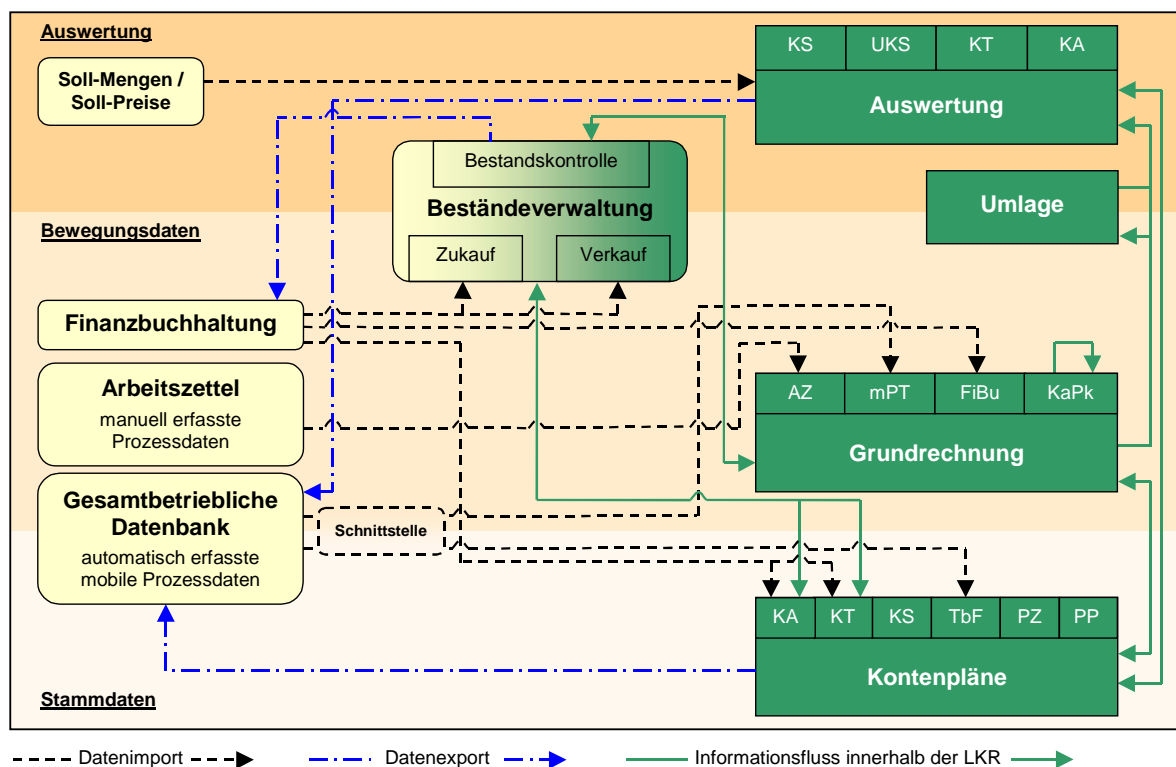 Auswertung
Soll-Mengen /
Soll-Preise
KS UKS KT KA
Auswertung
Bestandskontrolle
Beständeverwaltung
Zukauf Verkauf
Umlage
Bewegungsdaten
Finanzbuchhaltung
Arbeitszettel
manuell erfasste
Prozessdaten
AZ mPT FiBu KaPk
Grundrechnung
Gesamtbetriebliche
Datenbank
automatisch erfasste
mobile Prozessdaten
Schnittstelle
KA KT KS TbF PZ PP
Kontenpläne
Stammdaten
Datenimport Datenexport Informationsfluss innerhalb der LKR